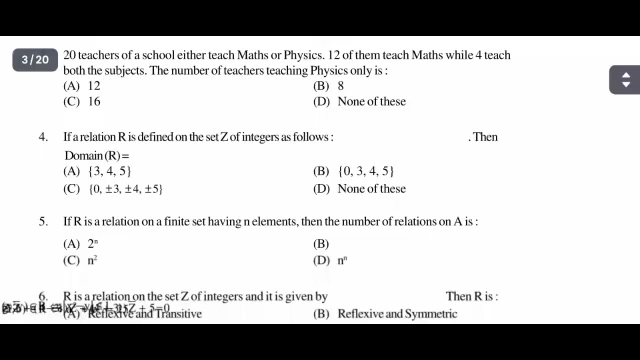 3/20
20 teachers of a school either teach Maths or Physics. 12 of them teach Maths while 4 teach
both the subjects. The number of teachers teaching Physics only is :
(A) 12 (B) 8
(C) 16 (D) None of these
4. If a relation R is defined on the set Z of integers as follows : . Then
Domain (R) =
(A) {3, 4, 5} (B) {0, 3, 4, 5}
(C) {0, ±3, ±4, ±5} (D) None of these
5. If R is a relation on a finite set having n elements, then the number of relations on A is :
(A) 2ⁿ (B)
(C) n² (D) nⁿ
6. R is a relation on the set Z of integers and it is given by Then R is :
(A) Reflexive and Transitive (B) Reflexive and Symmetric